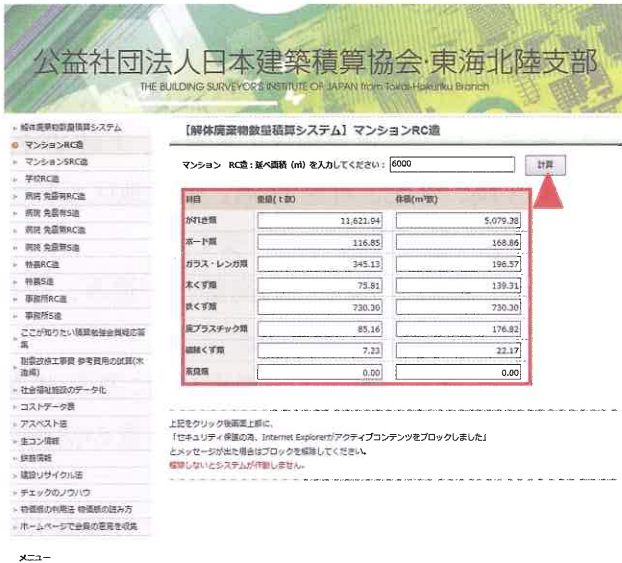 公益社団法人日本建築積算協会・東海北陸支部
THE BUILDING SURVEYOR'S INSTITUTE OF JAPAN from Tokai-Hokuriku Branch
解体廃棄物数量積算システム
マンションRC造
マンションSRC造
学校RC造
病院 免震有RC造
病院 免震有S造
病院 免震無RC造
病院 免震無S造
特養RC造
特養S造
事務所RC造
事務所S造
ここが知りたい積算勉強会質疑応答集
耐震改修工事費 参考費用の試算(木造編)
社会福祉施設のデータ化
コストデータ表
アスベスト法
生コン情報
鉄筋情報
建設リサイクル法
チェックのノウハウ
物価版の利用法 物価版の読み方
ホームページで会員の意見を収集
メニュー
【解体廃棄物数量積算システム】マンションRC造
マンション RC造:延べ面積(㎡)を入力してください: 6000 計算
科目 重量(t数) 体積(m³数)
がれき類 11,621.94 5,079.38
ボード類 116.85 168.86
ガラス・レンガ類 345.13 196.57
木くず類 75.81 139.31
鉄くず類 730.30 730.30
廃プラスチック類 85.16 176.82
繊維くず類 7.23 22.17
家具類 0.00 0.00
上記をクリック後画面上部に、
「セキュリティ保護の為、Internet Explorerがアクティブコンテンツをブロックしました」
とメッセージが出た場合はブロックを解除してください。
解除しないとシステムが作動しません。